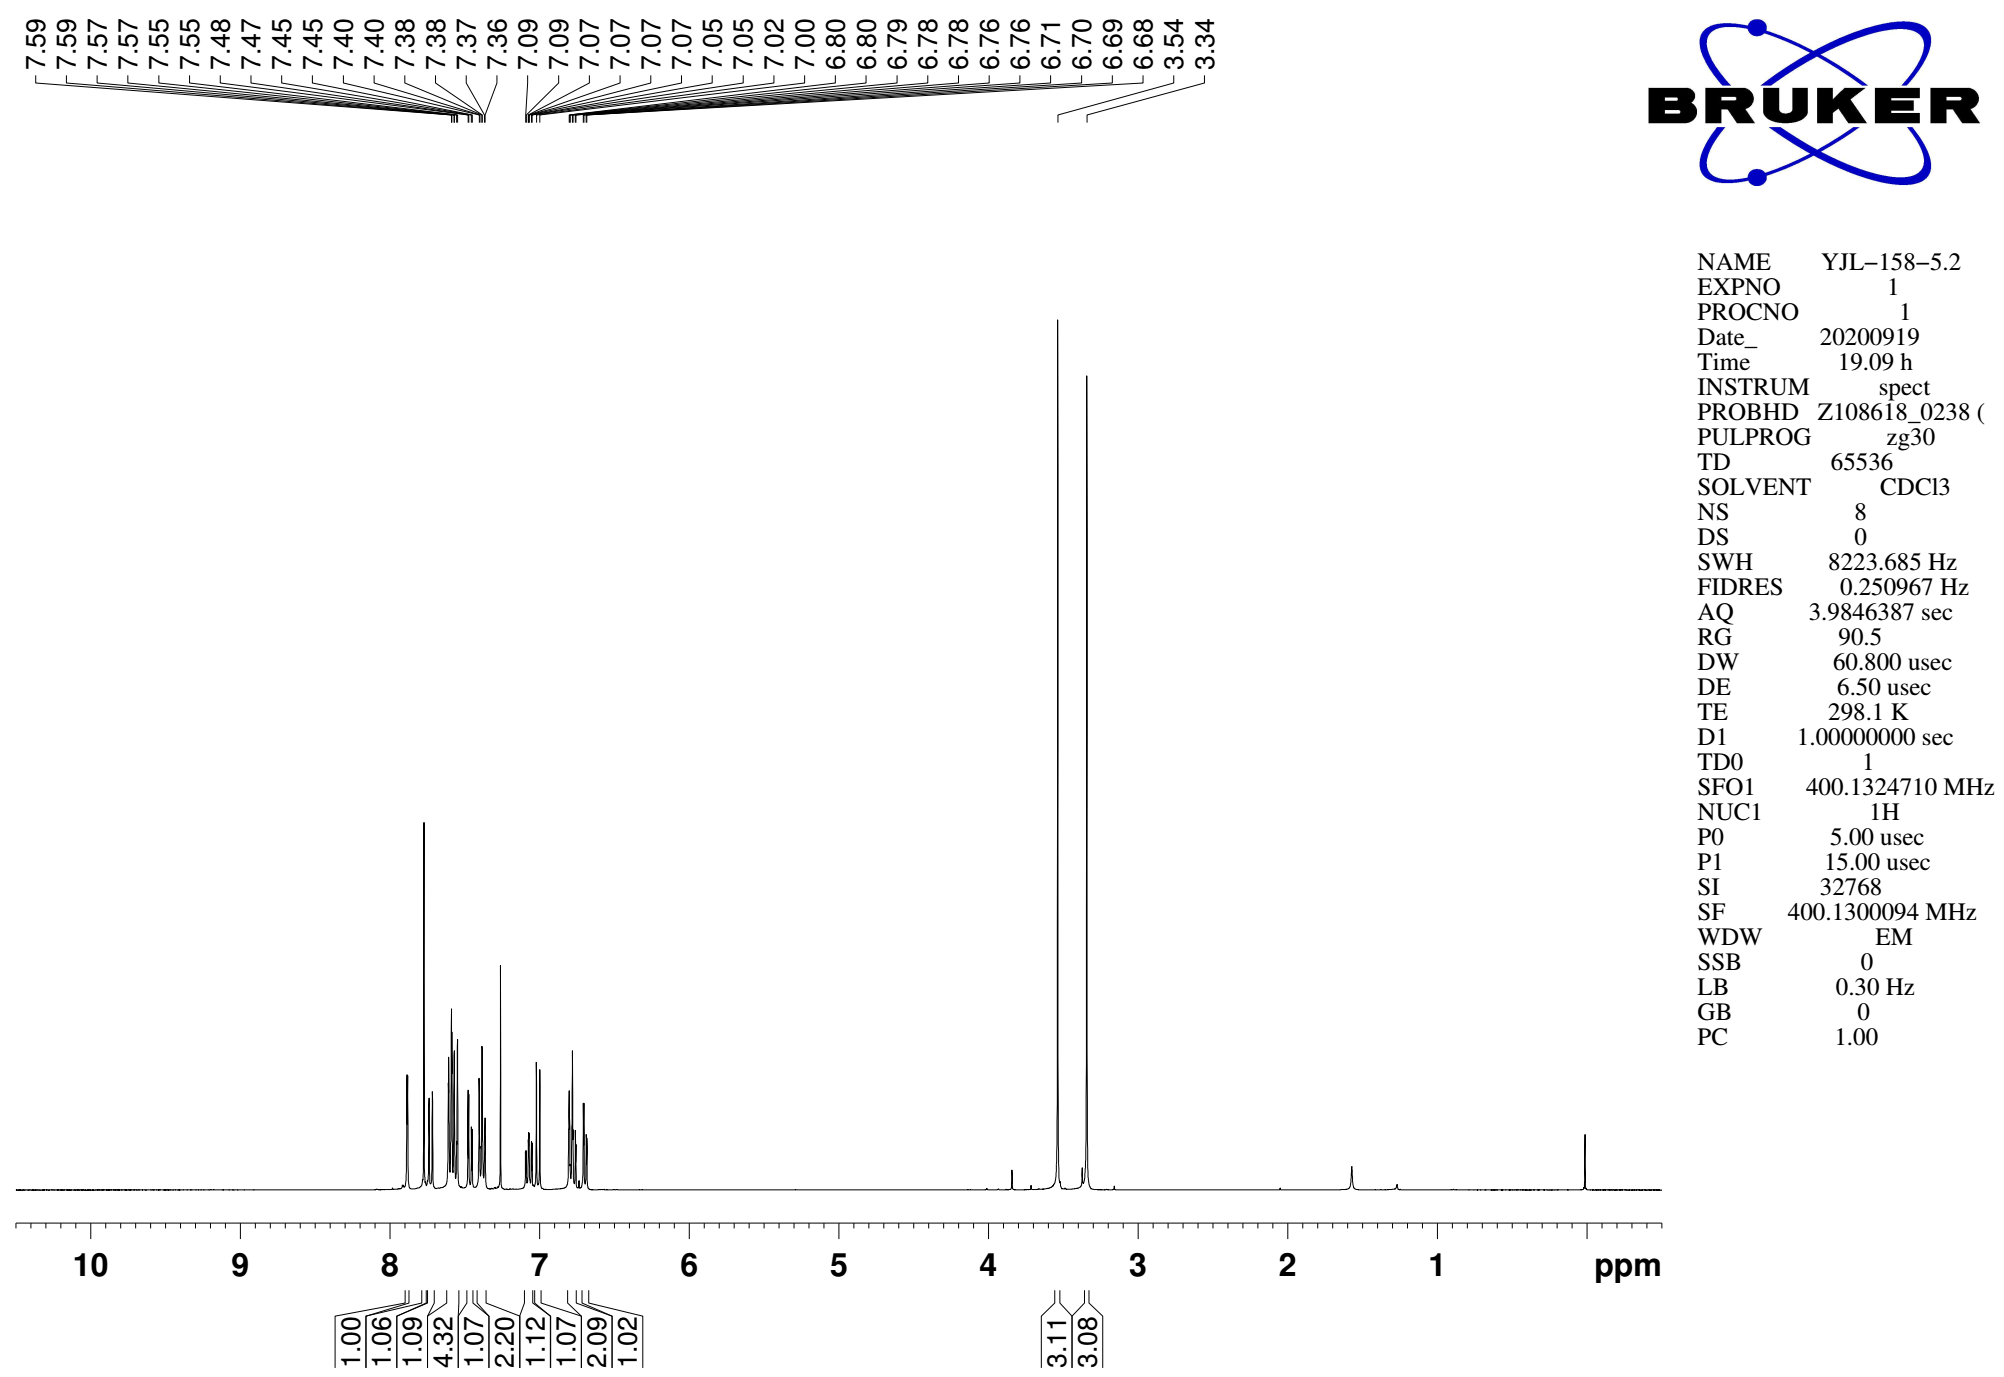 7.59
7.59
7.57
7.57
7.55
7.55
7.48
7.47
7.45
7.45
7.40
7.40
7.38
7.38
7.37
7.36
7.09
7.09
7.07
7.07
7.07
7.07
7.05
7.05
7.02
7.00
6.80
6.80
6.79
6.78
6.78
6.76
6.76
6.71
6.70
6.69
6.68
3.54
3.34
BRUKER
NAME YJL−158−5.2
EXPNO 1
PROCNO 1
Date_ 20200919
Time 19.09 h
INSTRUM spect
PROBHD Z108618_0238 (
PULPROG zg30
TD 65536
SOLVENT CDCl3
NS 8
DS 0
SWH 8223.685 Hz
FIDRES 0.250967 Hz
AQ 3.9846387 sec
RG 90.5
DW 60.800 usec
DE 6.50 usec
TE 298.1 K
D1 1.00000000 sec
TD0 1
SFO1 400.1324710 MHz
NUC1 1H
P0 5.00 usec
P1 15.00 usec
SI 32768
SF 400.1300094 MHz
WDW EM
SSB 0
LB 0.30 Hz
GB 0
PC 1.00
10 9 8 7 6 5 4 3 2 1 ppm
1.00
1.06
1.09
4.32
1.07
2.20
1.12
1.07
2.09
1.02
3.11
3.08